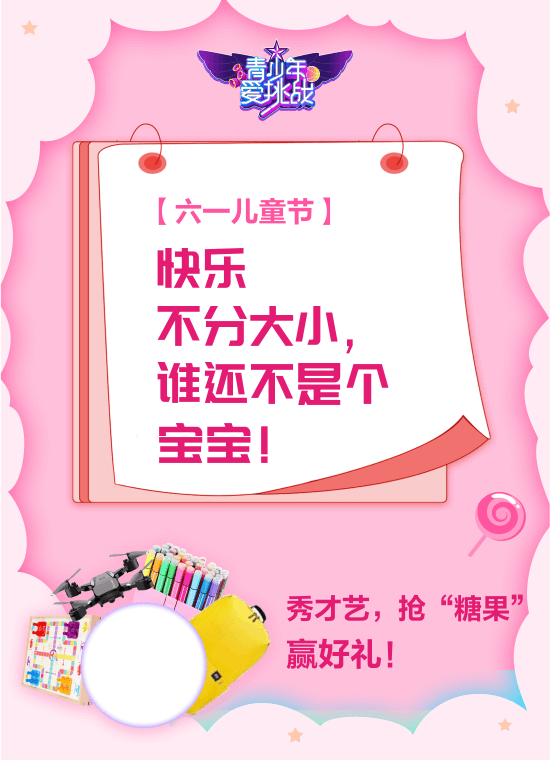 青少年
爱挑战
【六一儿童节】
快乐
不分大小，
谁还不是个
宝宝！
秀才艺，抢“糖果”
赢好礼！